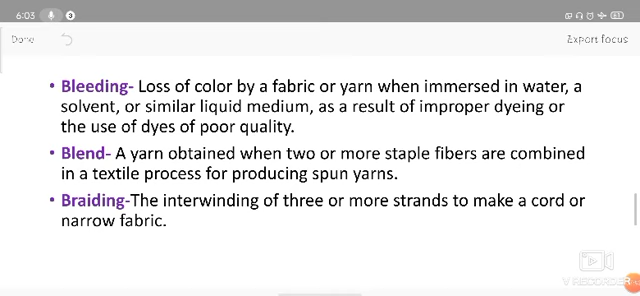 6:03
Done
Export focus
• Bleeding- Loss of color by a fabric or yarn when immersed in water, a
solvent, or similar liquid medium, as a result of improper dyeing or
the use of dyes of poor quality.
• Blend- A yarn obtained when two or more staple fibers are combined
in a textile process for producing spun yarns.
• Braiding-The interwinding of three or more strands to make a cord or
narrow fabric.
V RECORDER